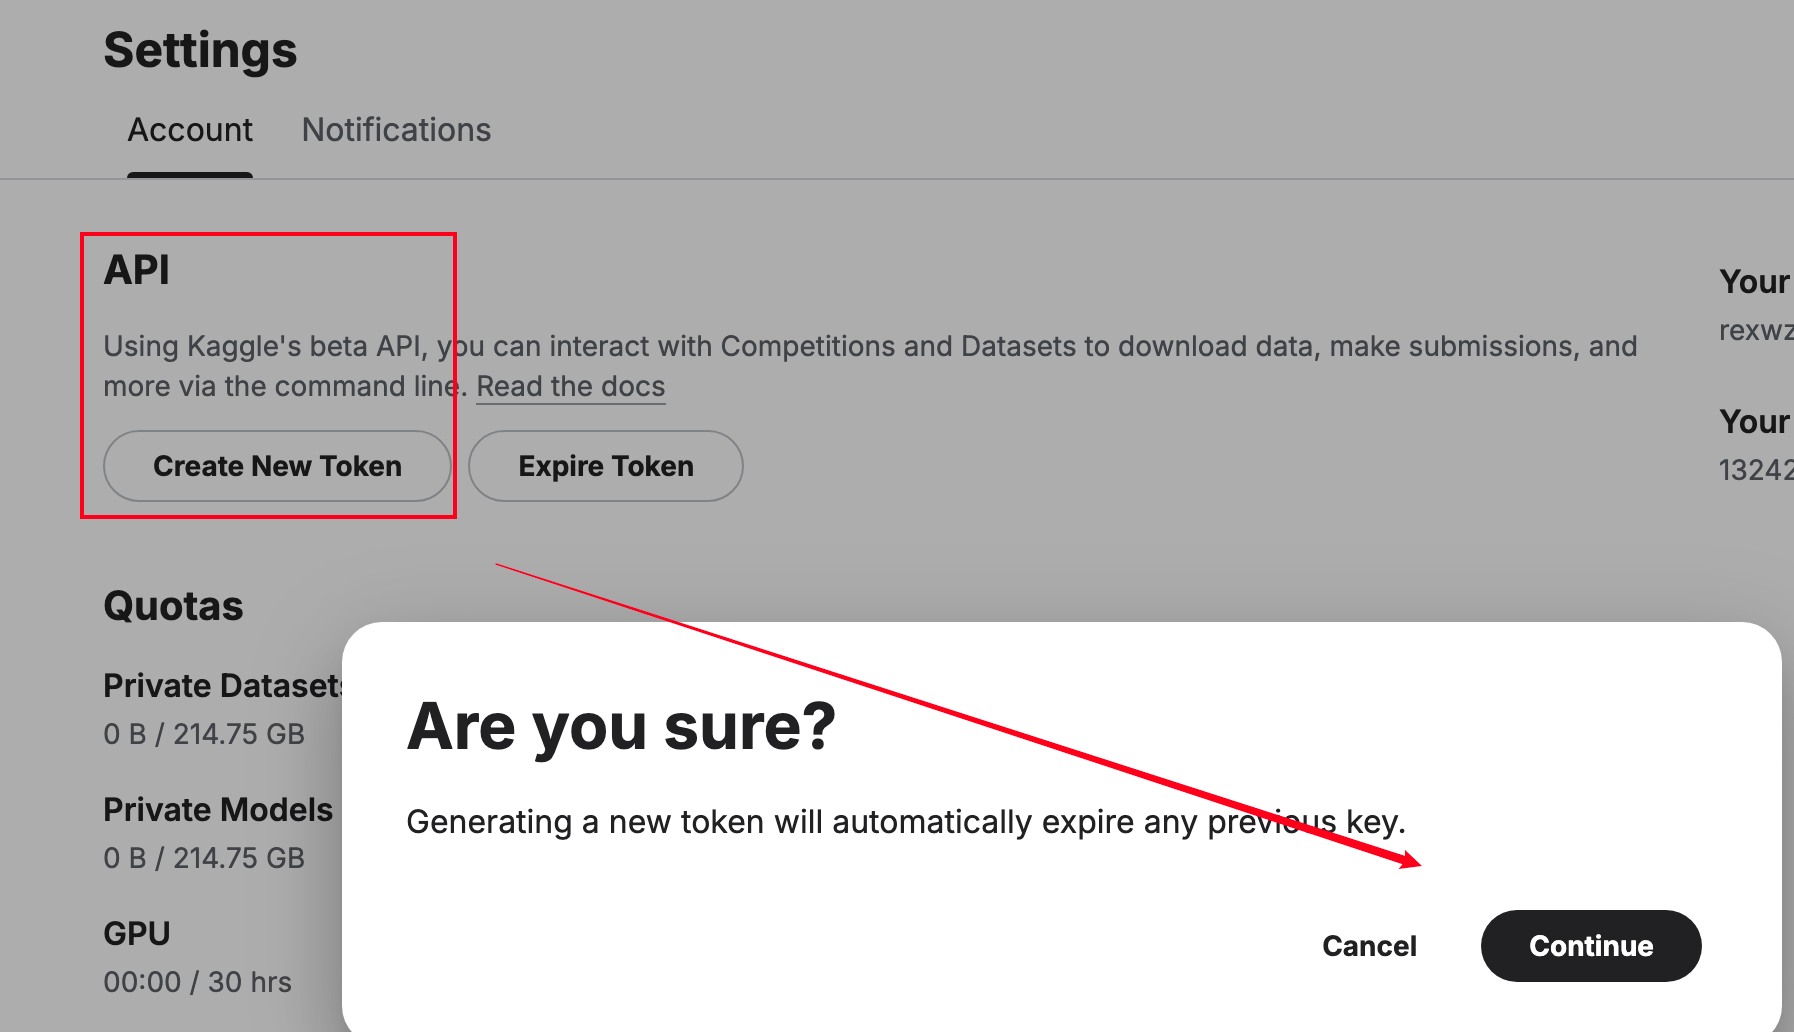 Settings
Account Notifications
API
Using Kaggle's beta API, you can interact with Competitions and Datasets to download data, make submissions, and
more via the command line. Read the docs
Create New Token Expire Token
Your
rexwz
Your
13242
Quotas
Private Datasets
0 B / 214.75 GB
Private Models
0 B / 214.75 GB
GPU
00:00 / 30 hrs
Are you sure?
Generating a new token will automatically expire any previous key.
Cancel Continue